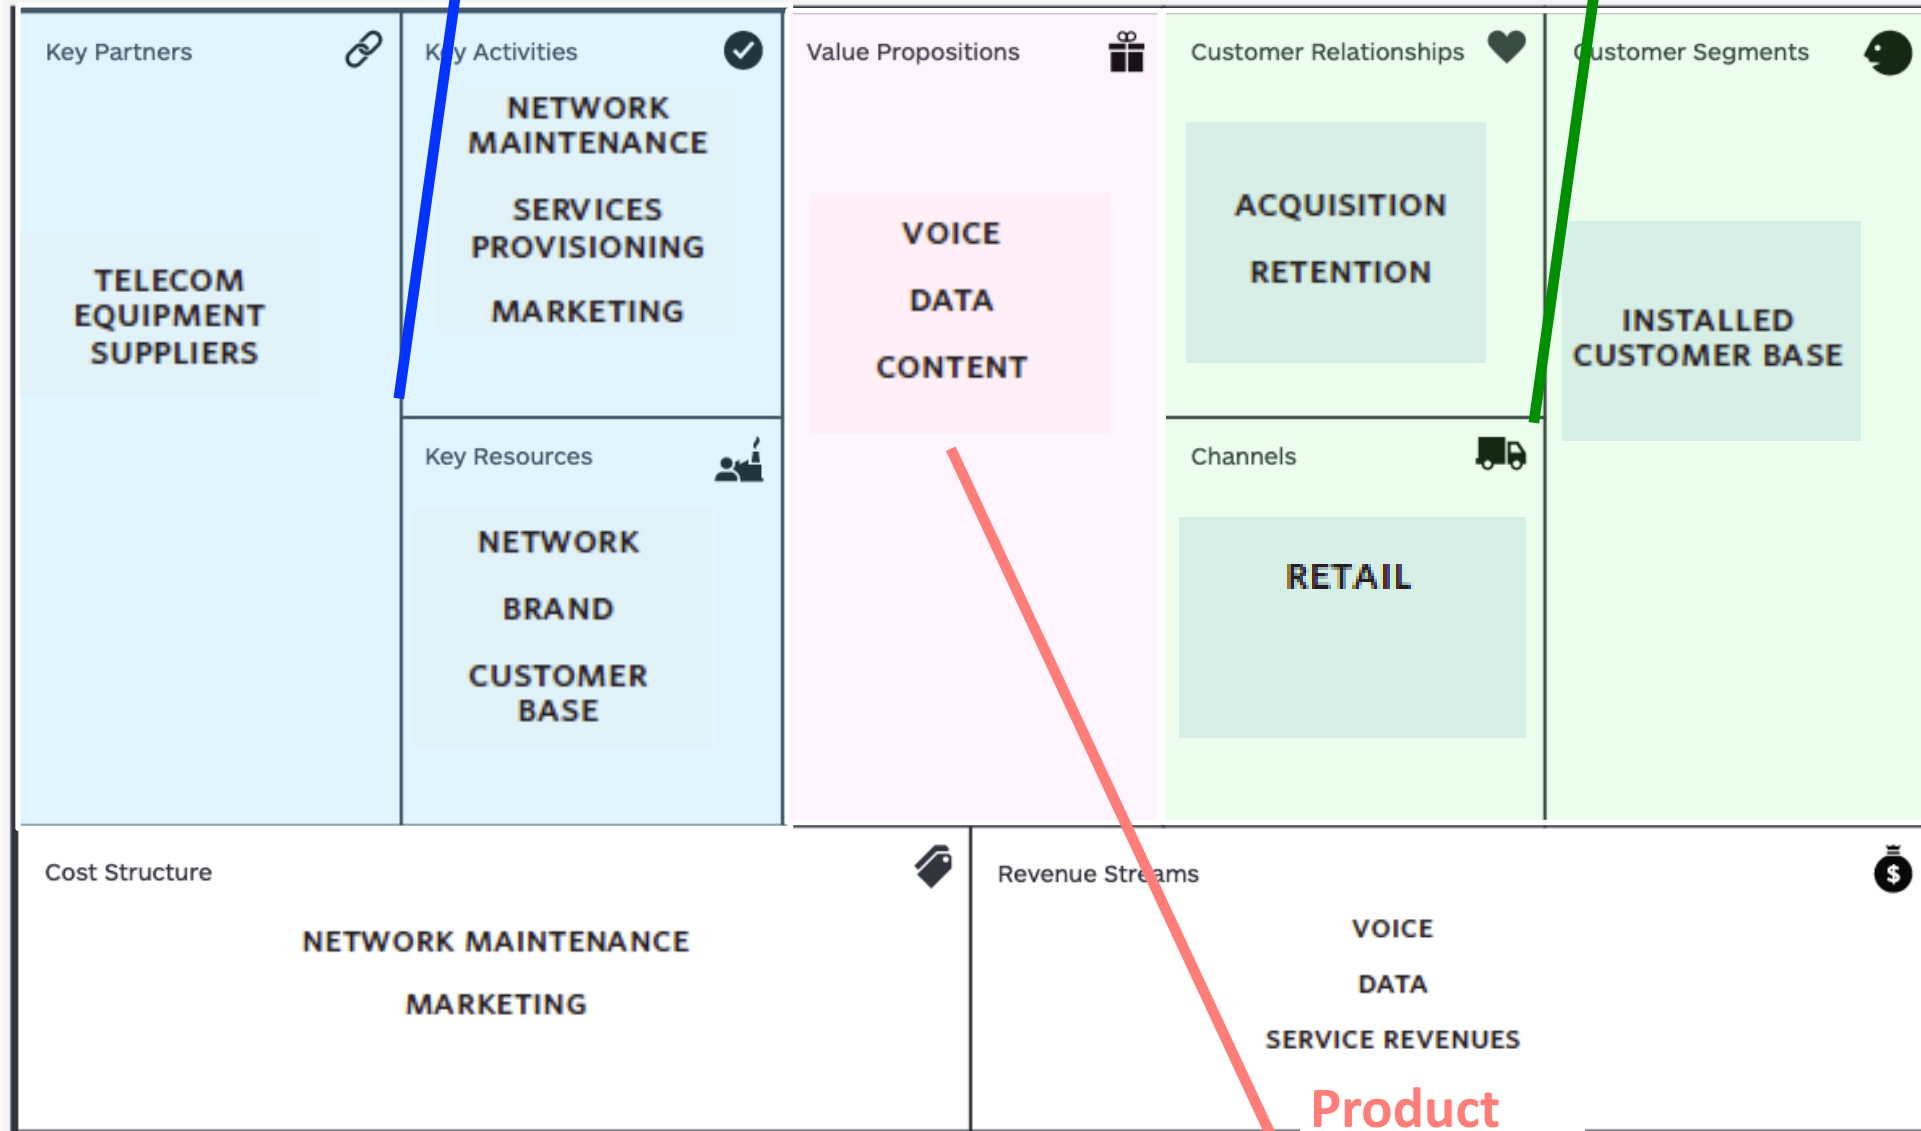 Key Partners
TELECOM
EQUIPMENT
SUPPLIERS
Key Activities
NETWORK
MAINTENANCE
SERVICES
PROVISIONING
MARKETING
Key Resources
NETWORK
BRAND
CUSTOMER
BASE
Value Propositions
VOICE
DATA
CONTENT
Customer Relationships
ACQUISITION
RETENTION
Channels
RETAIL
Customer Segments
INSTALLED
CUSTOMER BASE
Cost Structure
NETWORK MAINTENANCE
MARKETING
Revenue Streams
$
VOICE
DATA
SERVICE REVENUES
Product